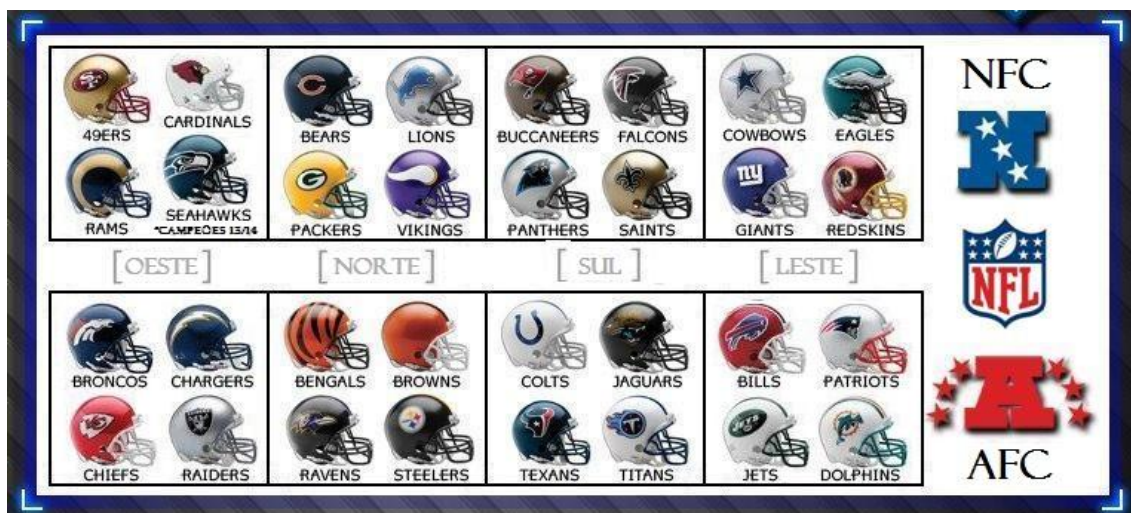 49ERS CARDINALS BEARS LIONS BUCCANEERS FALCONS COWBOWS EAGLES NFC
RAMS SEAHAWKS PACKERS VIKINGS PANTHERS SAINTS ny GIANTS REDSKINS
*CAMPEÕES 13/14
[OESTE] [NORTE] [SUL] [LESTE]
NFL
BRONCOS CHARGERS BENGALS BROWNS COLTS JAGUARS BILLS PATRIOTS
CHIEFS RAIDERS RAVENS STEELERS TEXANS TITANS JETS DOLPHINS
AFC